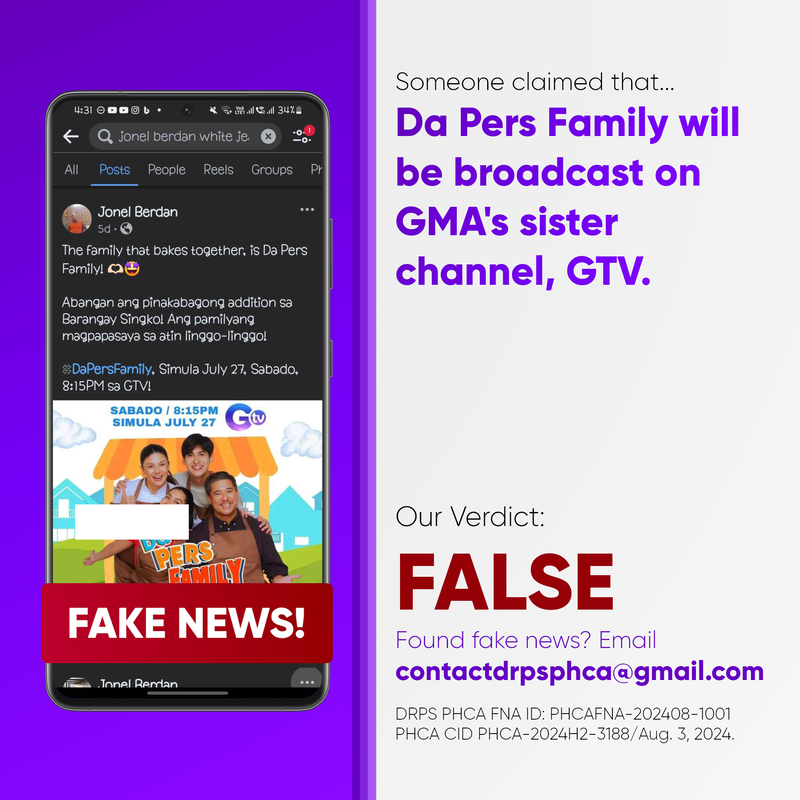 4:31 34%
jonel berdan white je
1
All Posts People Reels Groups Ph
Jonel Berdan
5d
The family that bakes together, is Da Pers
Family!
Abangan ang pinakabagong addition sa
Barangay Singko! Ang pamilyang
magpapasaya sa atin linggo-linggo!
#DaPersFamily, Simula July 27, Sabado,
8:15PM sa GTV!
SABADO / 8:15PM
SIMULA JULY 27
Gtv
PERS
FAMILY
FAKE NEWS!
Jonel Berdan
Someone claimed that...
Da Pers Family will
be broadcast on
GMA's sister
channel, GTV.
Our Verdict:
FALSE
Found fake news? Email
contactdrpsphca@gmail.com
DRPS PHCA FNA ID: PHCAFNA-202408-1001
PHCA CID PHCA-2024H2-3188/Aug. 3, 2024.